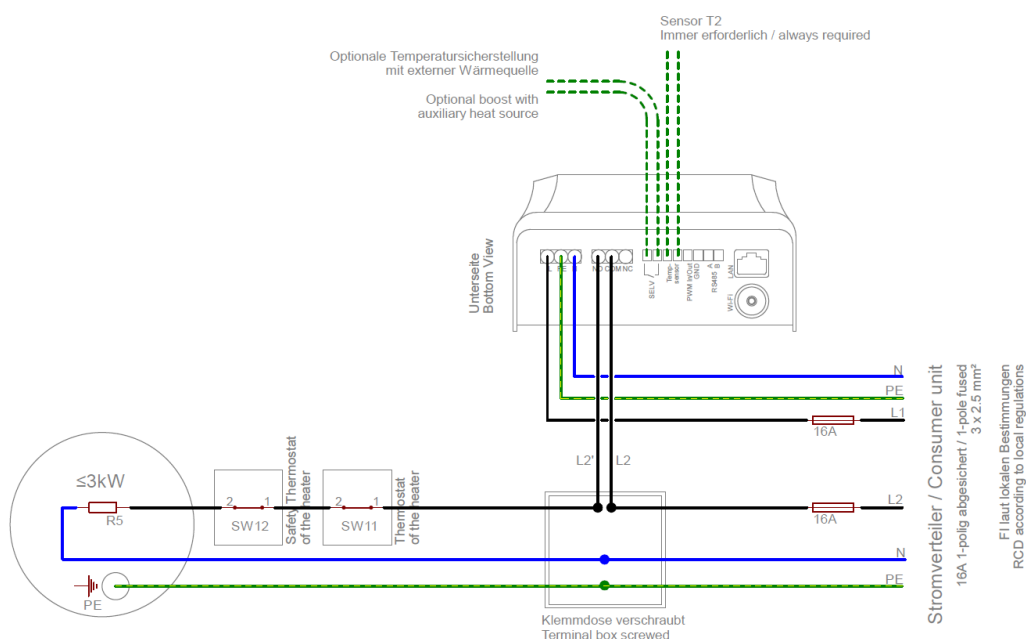 Sensor T2
Immer erforderlich / always required
Optionale Temperatursicherstellung
mit externer Wärmequelle
Optional boost with
auxiliary heat source
Unterseite
Bottom View
L
PE
N
NO
COM
NC
SELV
Temp-
sensor
PWM In/Out
GND
A
B
RS485
LAN
Wi-Fi
N
PE
L1
16A
L2'
L2
L2
16A
N
PE
≤3kW
R5
2
1
SW12
Safety Thermostat
of the heater
2
1
SW11
Thermostat
of the heater
PE
Klemmdose verschraubt
Terminal box screwed
Stromverteiler / Consumer unit
16A 1-polig abgesichert / 1-pole fused
3 x 2.5 mm²
FI laut lokalen Bestimmungen
RCD according to local regulations